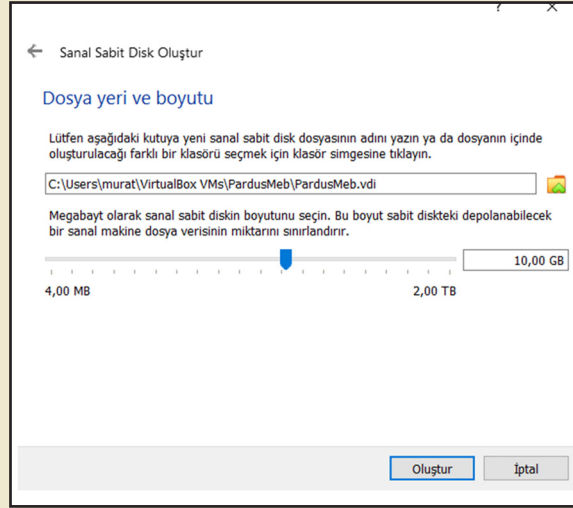 Sanal Sabit Disk Oluştur
Dosya yeri ve boyutu
Lütfen aşağıdaki kutuya yeni sanal sabit disk dosyasının adını yazın ya da dosyanın içinde
oluşturulacağı farklı bir klasörü seçmek için klasör simgesine tıklayın.
C:\Users\murat\VirtualBox VMs\PardusMeb\PardusMeb.vdi
Megabayt olarak sanal sabit diskin boyutunu seçin. Bu boyut sabit diskteki depolanabilecek
bir sanal makine dosya verisinin miktarını sınırlandırır.
10,00 GB
4,00 MB 2,00 TB
Oluştur İptal